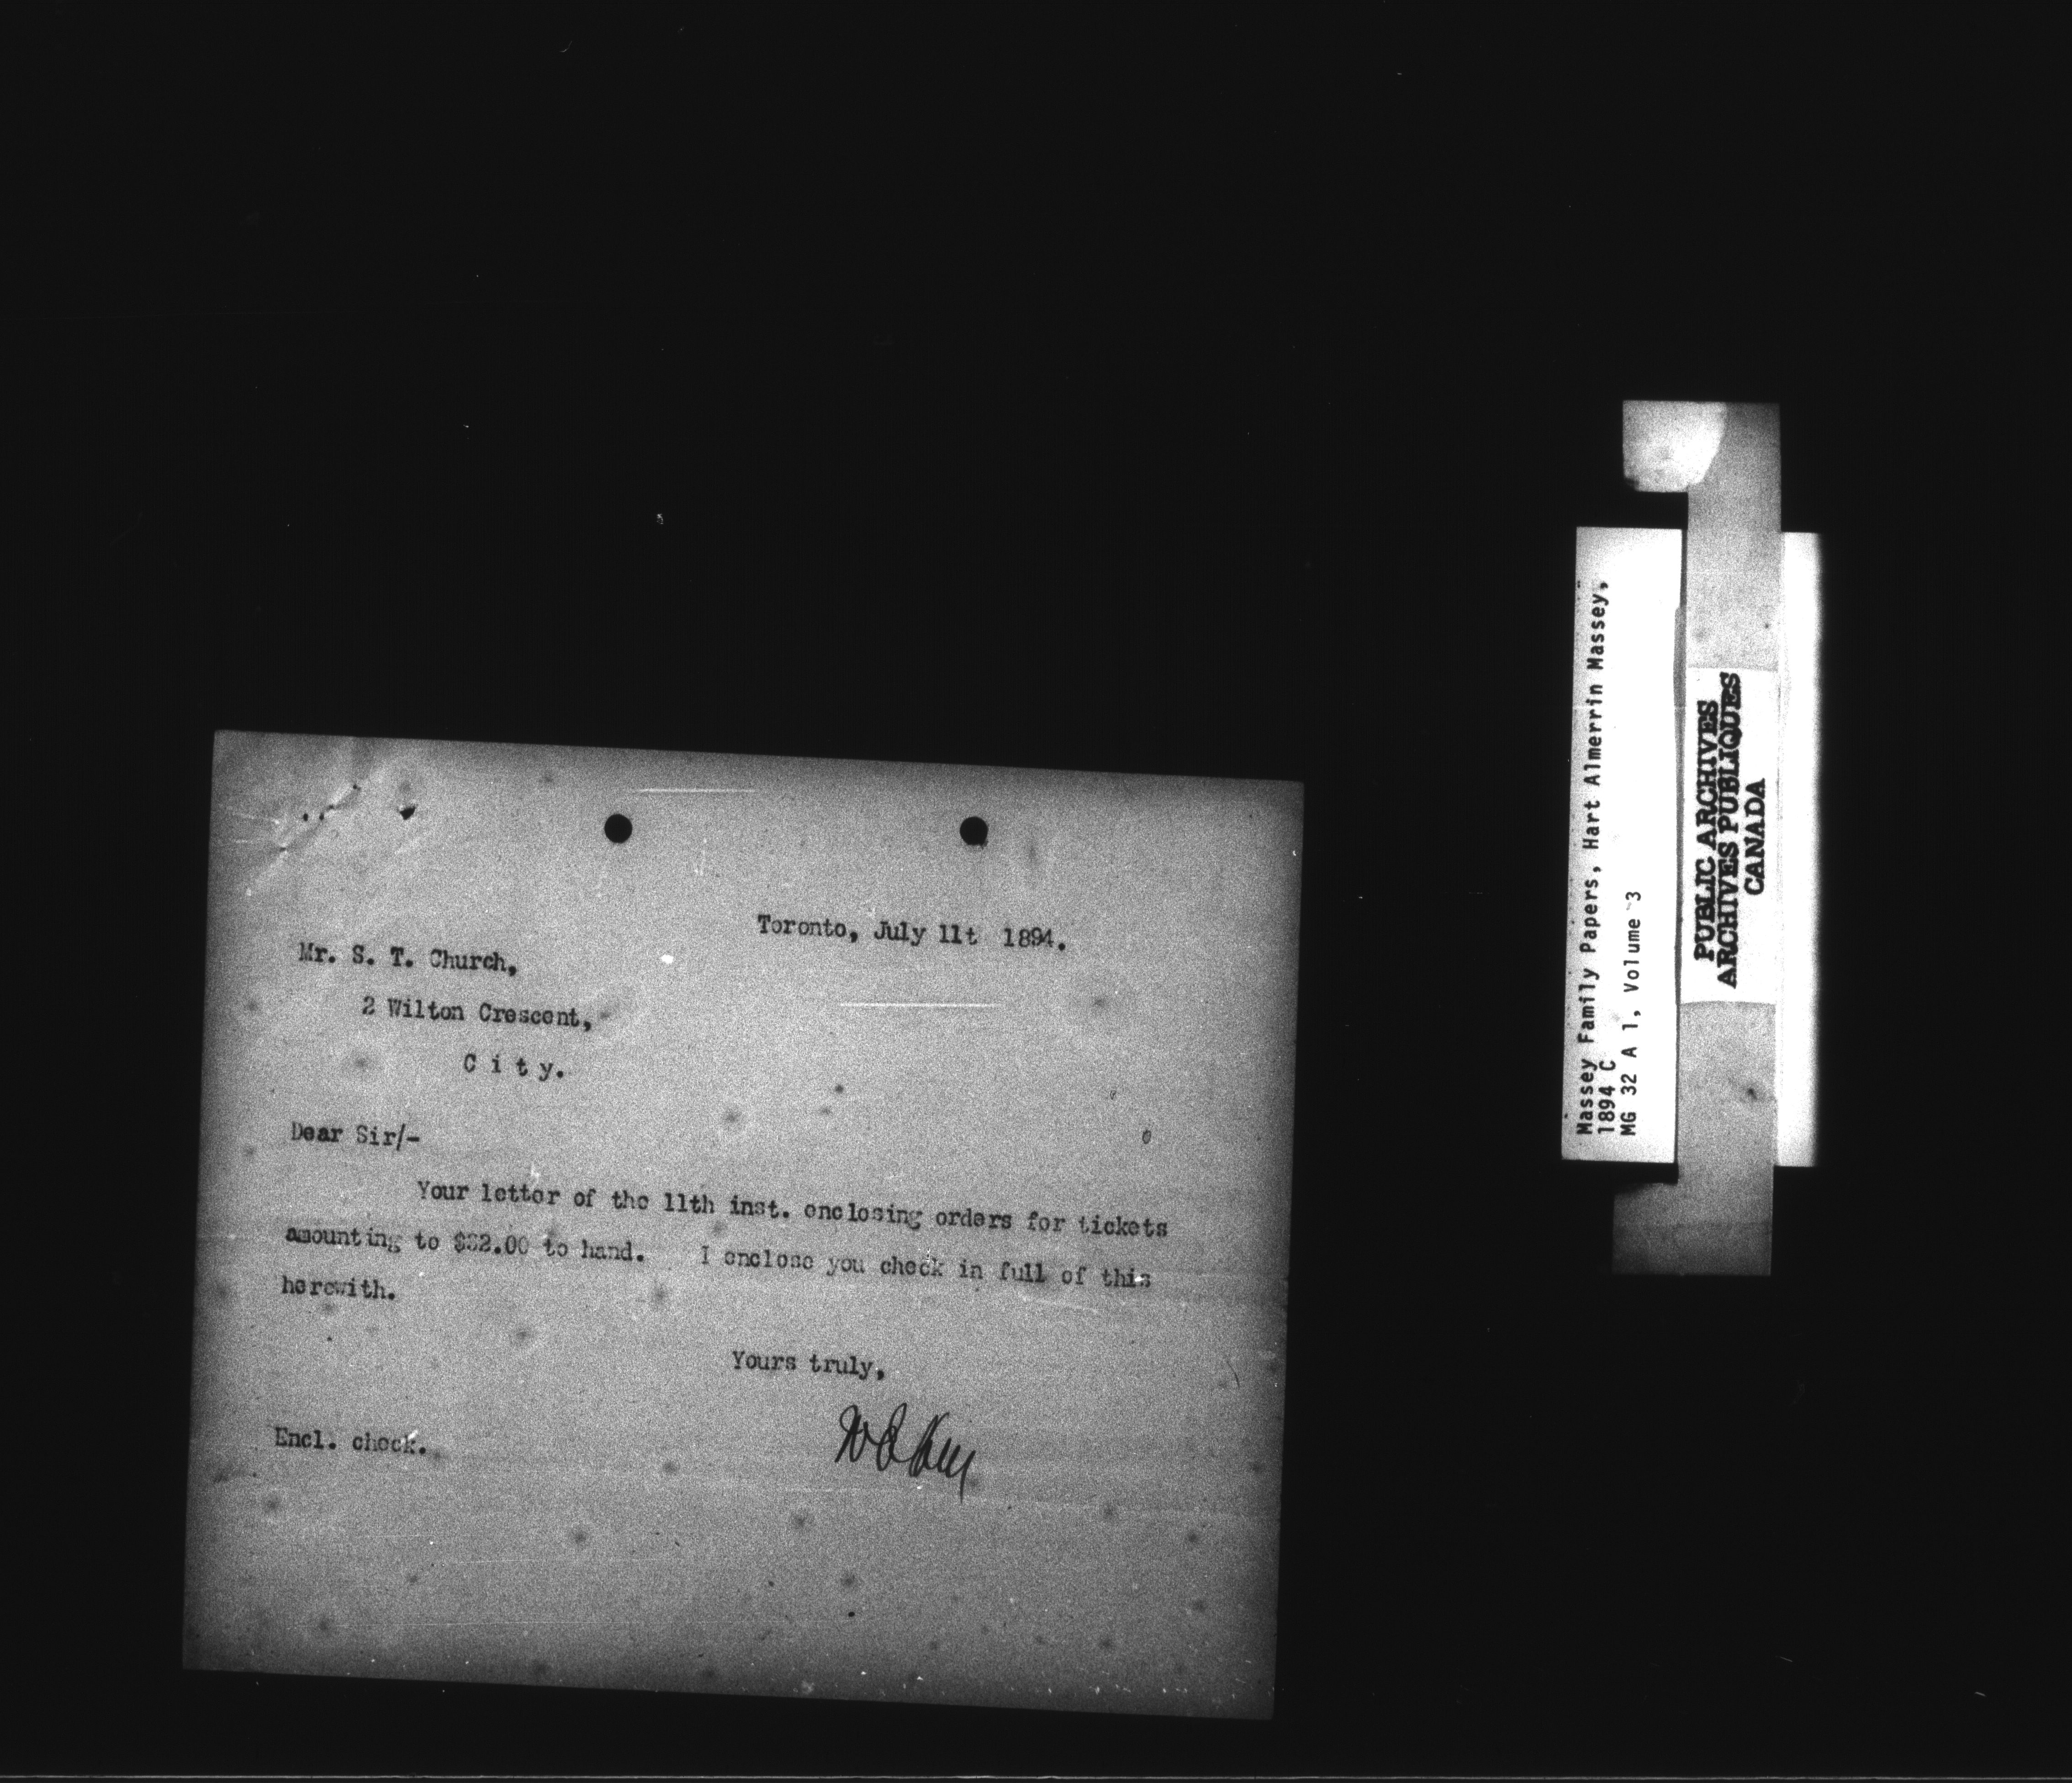 Toronto, July 11t 1894.
Mr. S. T. Church,
2 Wilton Crescent,
C i t y.
Dear Sir/-
Your letter of the 11th inst. enclosing orders for tickets
amounting to to hand. I enclose you check in full of this
herewith.
Yours truly,
Encl. check.
Massey Family Papers, Hart Almerrin Massey,
1894 C
MG 32 A 1, Volume 3
PUBLIC ARCHIVES
ARCHIVES PUBLIQUES
CANADA